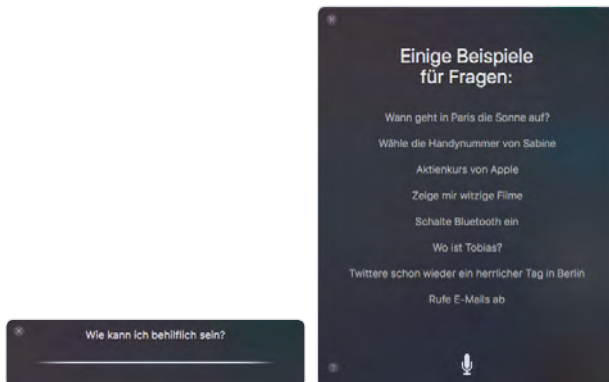 Wie kann ich behilflich sein?
Einige Beispiele
für Fragen:
Wann geht in Paris die Sonne auf?
Wähle die Handynummer von Sabine
Aktienkurs von Apple
Zeige mir witzige Filme
Schalte Bluetooth ein
Wo ist Tobias?
Twittere schon wieder ein herrlicher Tag in Berlin
Rufe E-Mails ab
?